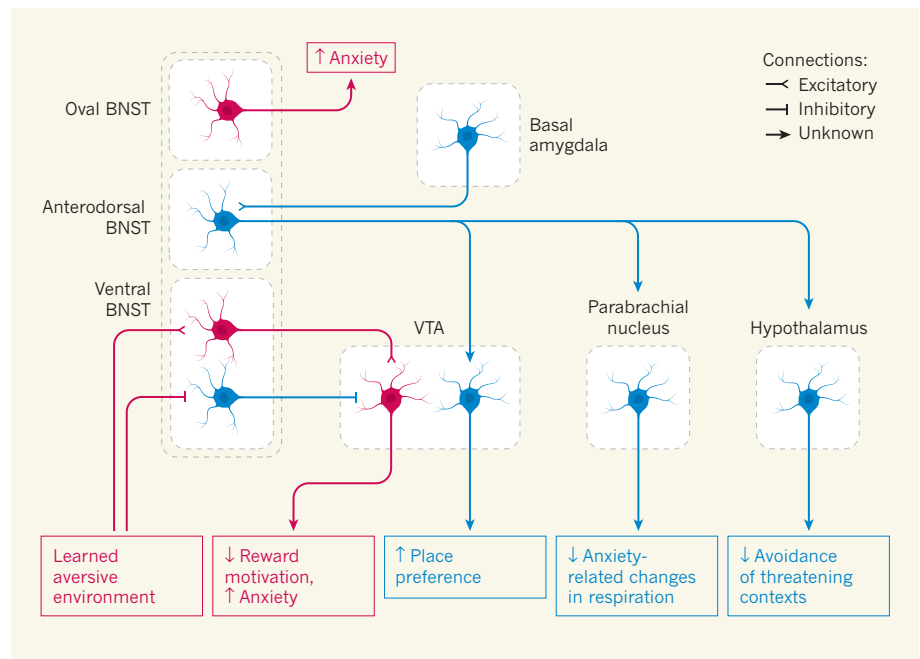 ↑ Anxiety
Oval BNST
Connections:
Excitatory
Inhibitory
Unknown
Basal
amygdala
Anterodorsal
BNST
Ventral
BNST
VTA
Parabrachial
nucleus
Hypothalamus
Learned
aversive
environment
↓ Reward
motivation,
↑ Anxiety
↑ Place
preference
↓ Anxiety-
related changes
in respiration
↓ Avoidance
of threatening
contexts